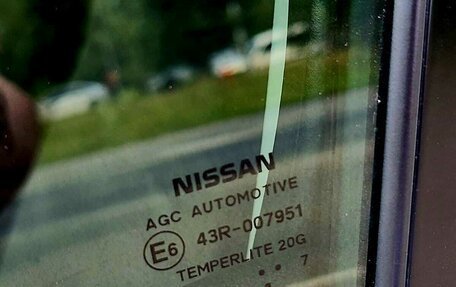 NISSAN
AGC AUTOMOTIVE
E6 43R-007951
TEMPERLITE 20G
7